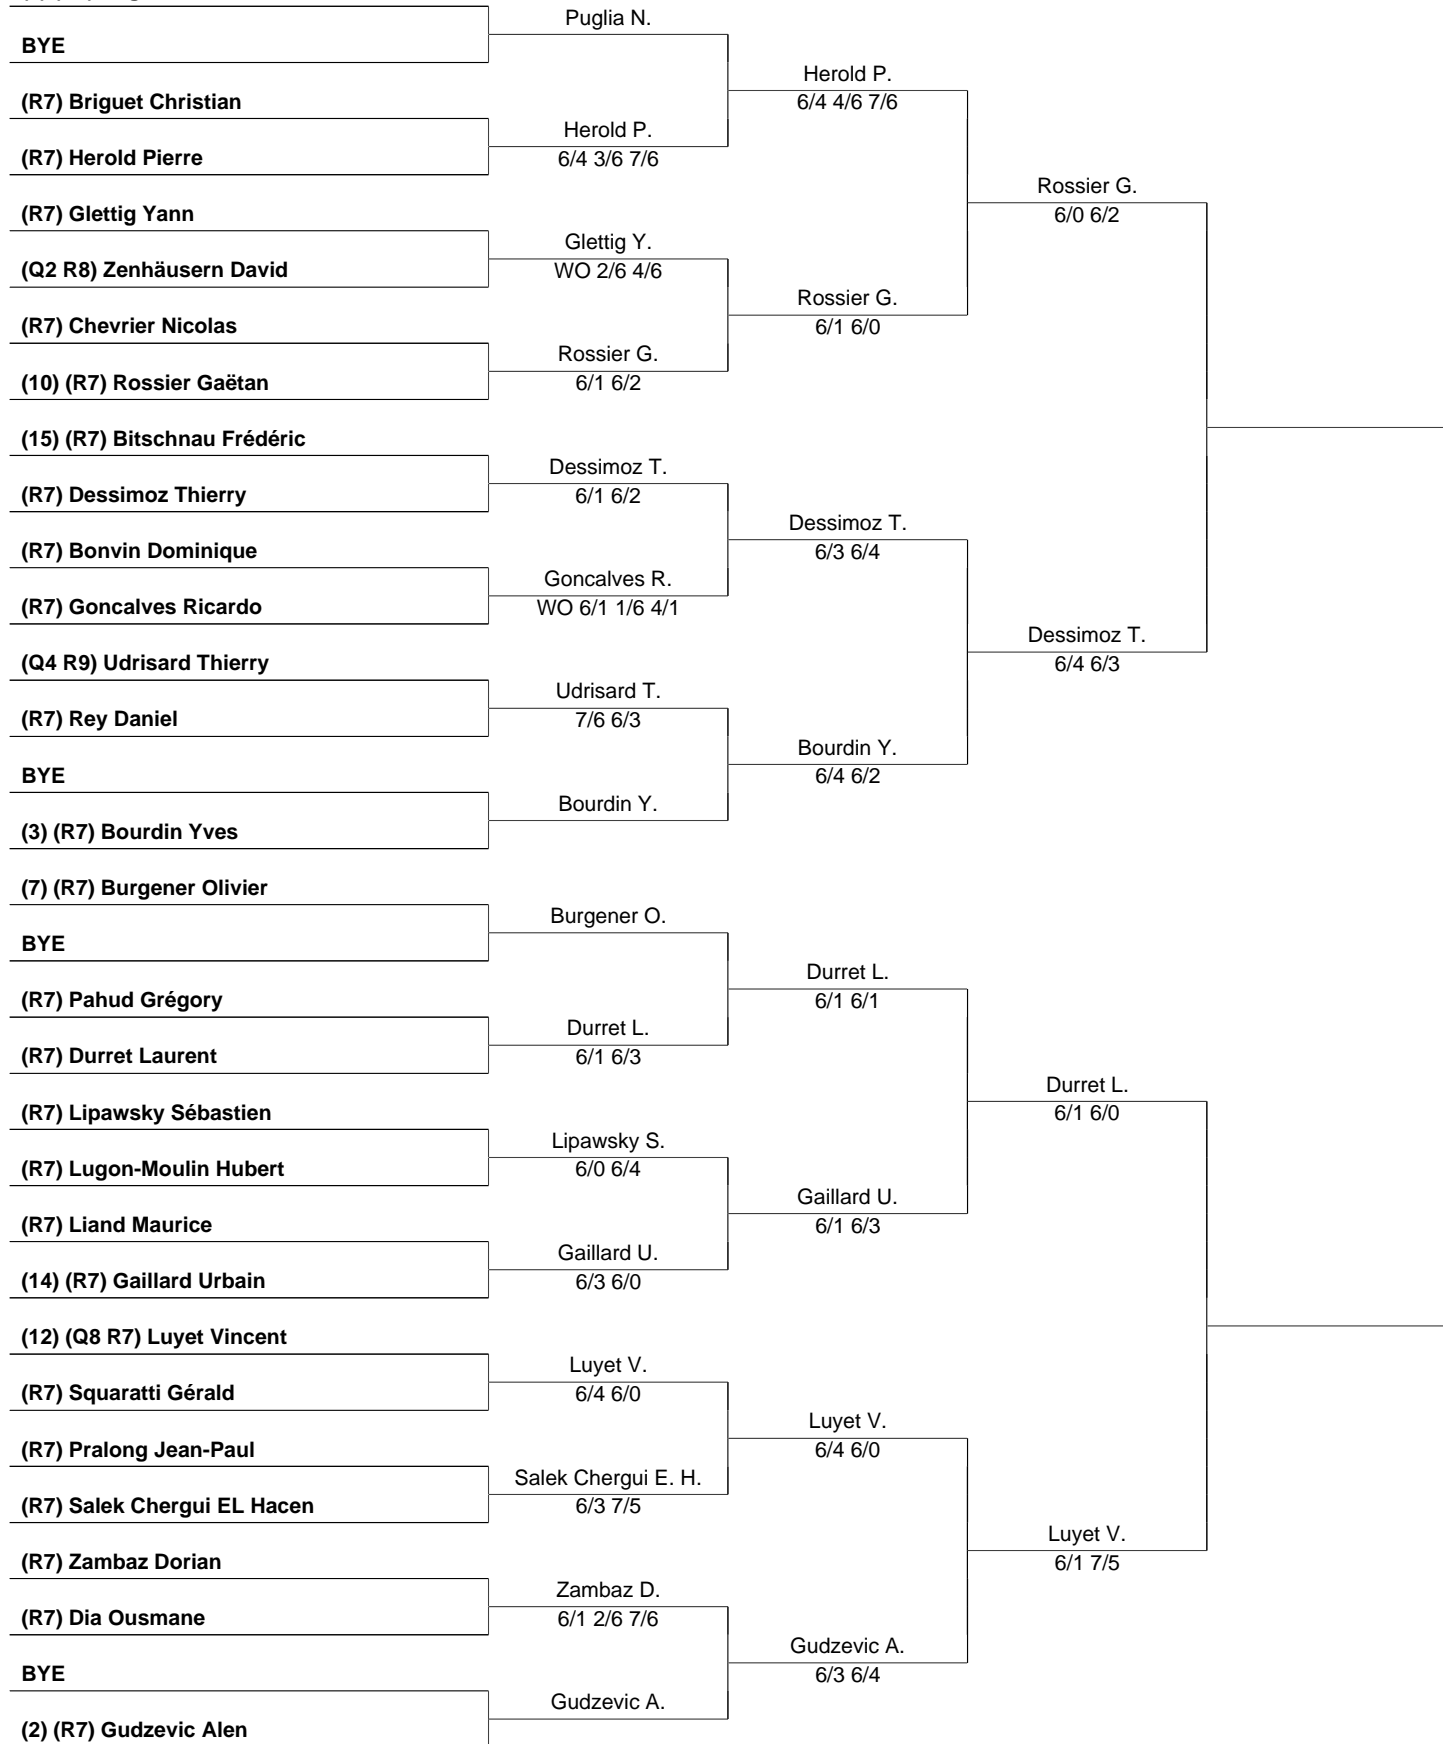 BYE
(R7) Briguet Christian
(R7) Herold Pierre
(R7) Glettig Yann
(Q2 R8) Zenhäusern David
(R7) Chevrier Nicolas
(10) (R7) Rossier Gaëtan
(15) (R7) Bitschnau Frédéric
(R7) Dessimoz Thierry
(R7) Bonvin Dominique
(R7) Goncalves Ricardo
(Q4 R9) Udrisard Thierry
(R7) Rey Daniel
BYE
(3) (R7) Bourdin Yves
(7) (R7) Burgener Olivier
BYE
(R7) Pahud Grégory
(R7) Durret Laurent
(R7) Lipawsky Sébastien
(R7) Lugon-Moulin Hubert
(R7) Liand Maurice
(14) (R7) Gaillard Urbain
(12) (Q8 R7) Luyet Vincent
(R7) Squaratti Gérald
(R7) Pralong Jean-Paul
(R7) Salek Chergui EL Hacen
(R7) Zambaz Dorian
(R7) Dia Ousmane
BYE
(2) (R7) Gudzevic Alen
Puglia N.
Herold P.
6/4 3/6 7/6
Glettig Y.
WO 2/6 4/6
Rossier G.
6/1 6/2
Dessimoz T.
6/1 6/2
Goncalves R.
WO 6/1 1/6 4/1
Udrisard T.
7/6 6/3
Bourdin Y.
Burgener O.
Durret L.
6/1 6/3
Lipawsky S.
6/0 6/4
Gaillard U.
6/3 6/0
Luyet V.
6/4 6/0
Salek Chergui E. H.
6/3 7/5
Zambaz D.
6/1 2/6 7/6
Gudzevic A.
Herold P.
6/4 4/6 7/6
Rossier G.
6/1 6/0
Dessimoz T.
6/3 6/4
Bourdin Y.
6/4 6/2
Durret L.
6/1 6/1
Gaillard U.
6/1 6/3
Luyet V.
6/4 6/0
Gudzevic A.
6/3 6/4
Rossier G.
6/0 6/2
Dessimoz T.
6/4 6/3
Durret L.
6/1 6/0
Luyet V.
6/1 7/5